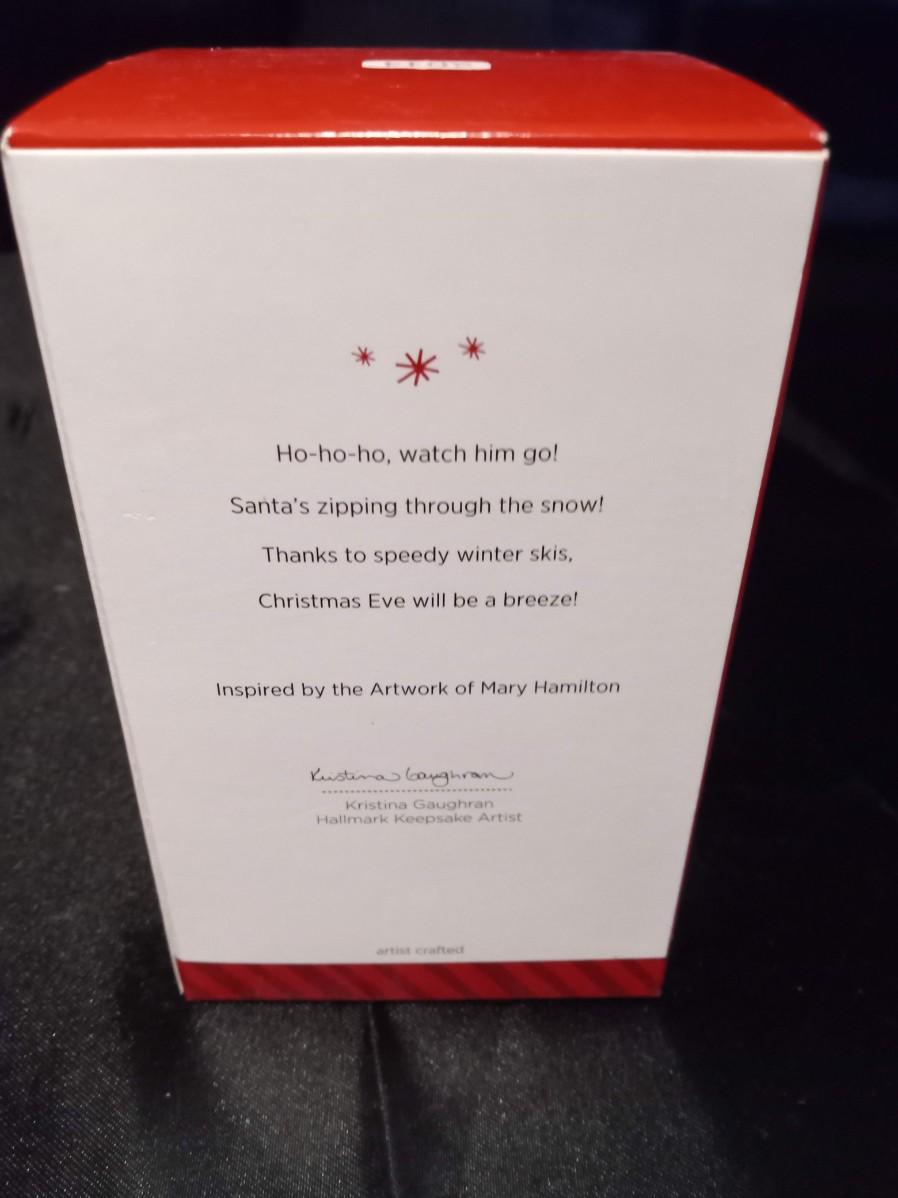 Ho-ho-ho, watch him go!
Santa's zipping through the snow!
Thanks to speedy winter skis,
Christmas Eve will be a breeze!
Inspired by the Artwork of Mary Hamilton
Kristina Gaughran
Kristina Gaughran
Hallmark Keepsake Artist
artist crafted